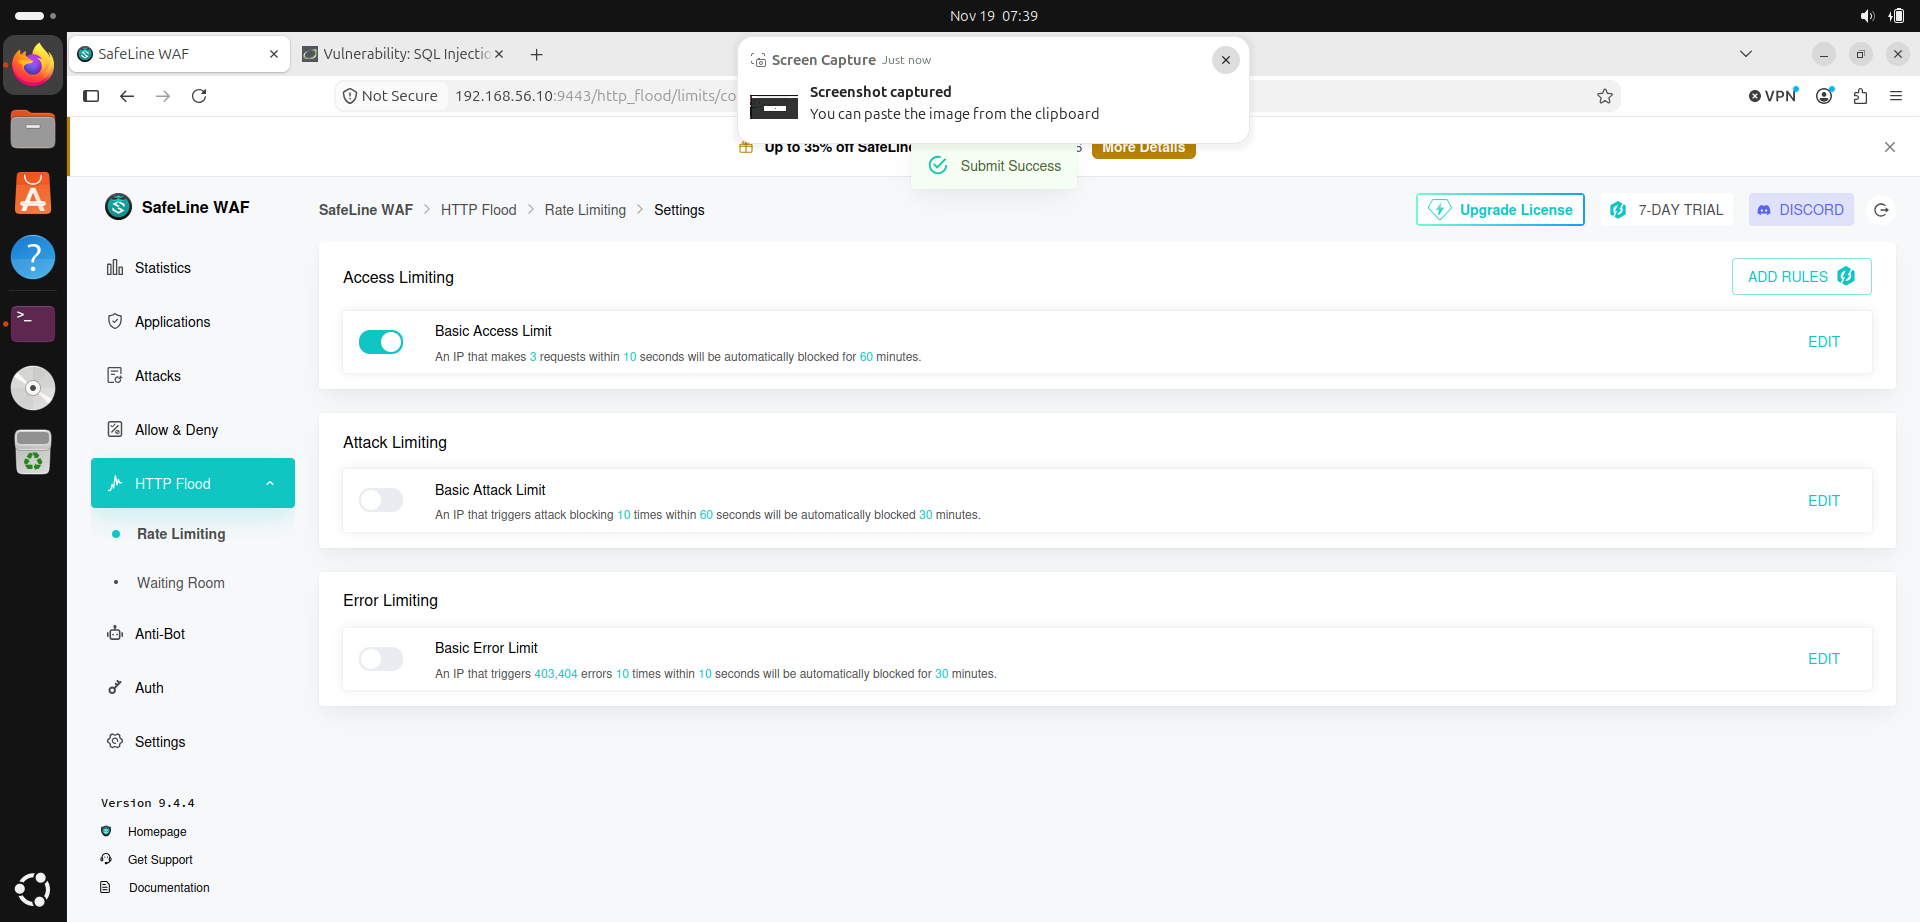 Nov 19 07:39
SafeLine WAF
Vulnerability: SQL Injectio
Screen Capture Just now
Screenshot captured
You can paste the image from the clipboard
Not Secure
192.168.56.10:9443/http_flood/limits/co
VPN
Up to 35% off SafeLine
More Details
Submit Success
SafeLine WAF
SafeLine WAF > HTTP Flood > Rate Limiting > Settings
Upgrade License
7-DAY TRIAL
DISCORD
Statistics
Applications
Attacks
Allow & Deny
HTTP Flood
Rate Limiting
Waiting Room
Anti-Bot
Auth
Settings
Version 9.4.4
Homepage
Get Support
Documentation
Access Limiting
ADD RULES
Basic Access Limit
An IP that makes 3 requests within 10 seconds will be automatically blocked for 60 minutes.
EDIT
Attack Limiting
Basic Attack Limit
An IP that triggers attack blocking 10 times within 60 seconds will be automatically blocked 30 minutes.
EDIT
Error Limiting
Basic Error Limit
An IP that triggers 403,404 errors 10 times within 10 seconds will be automatically blocked for 30 minutes.
EDIT